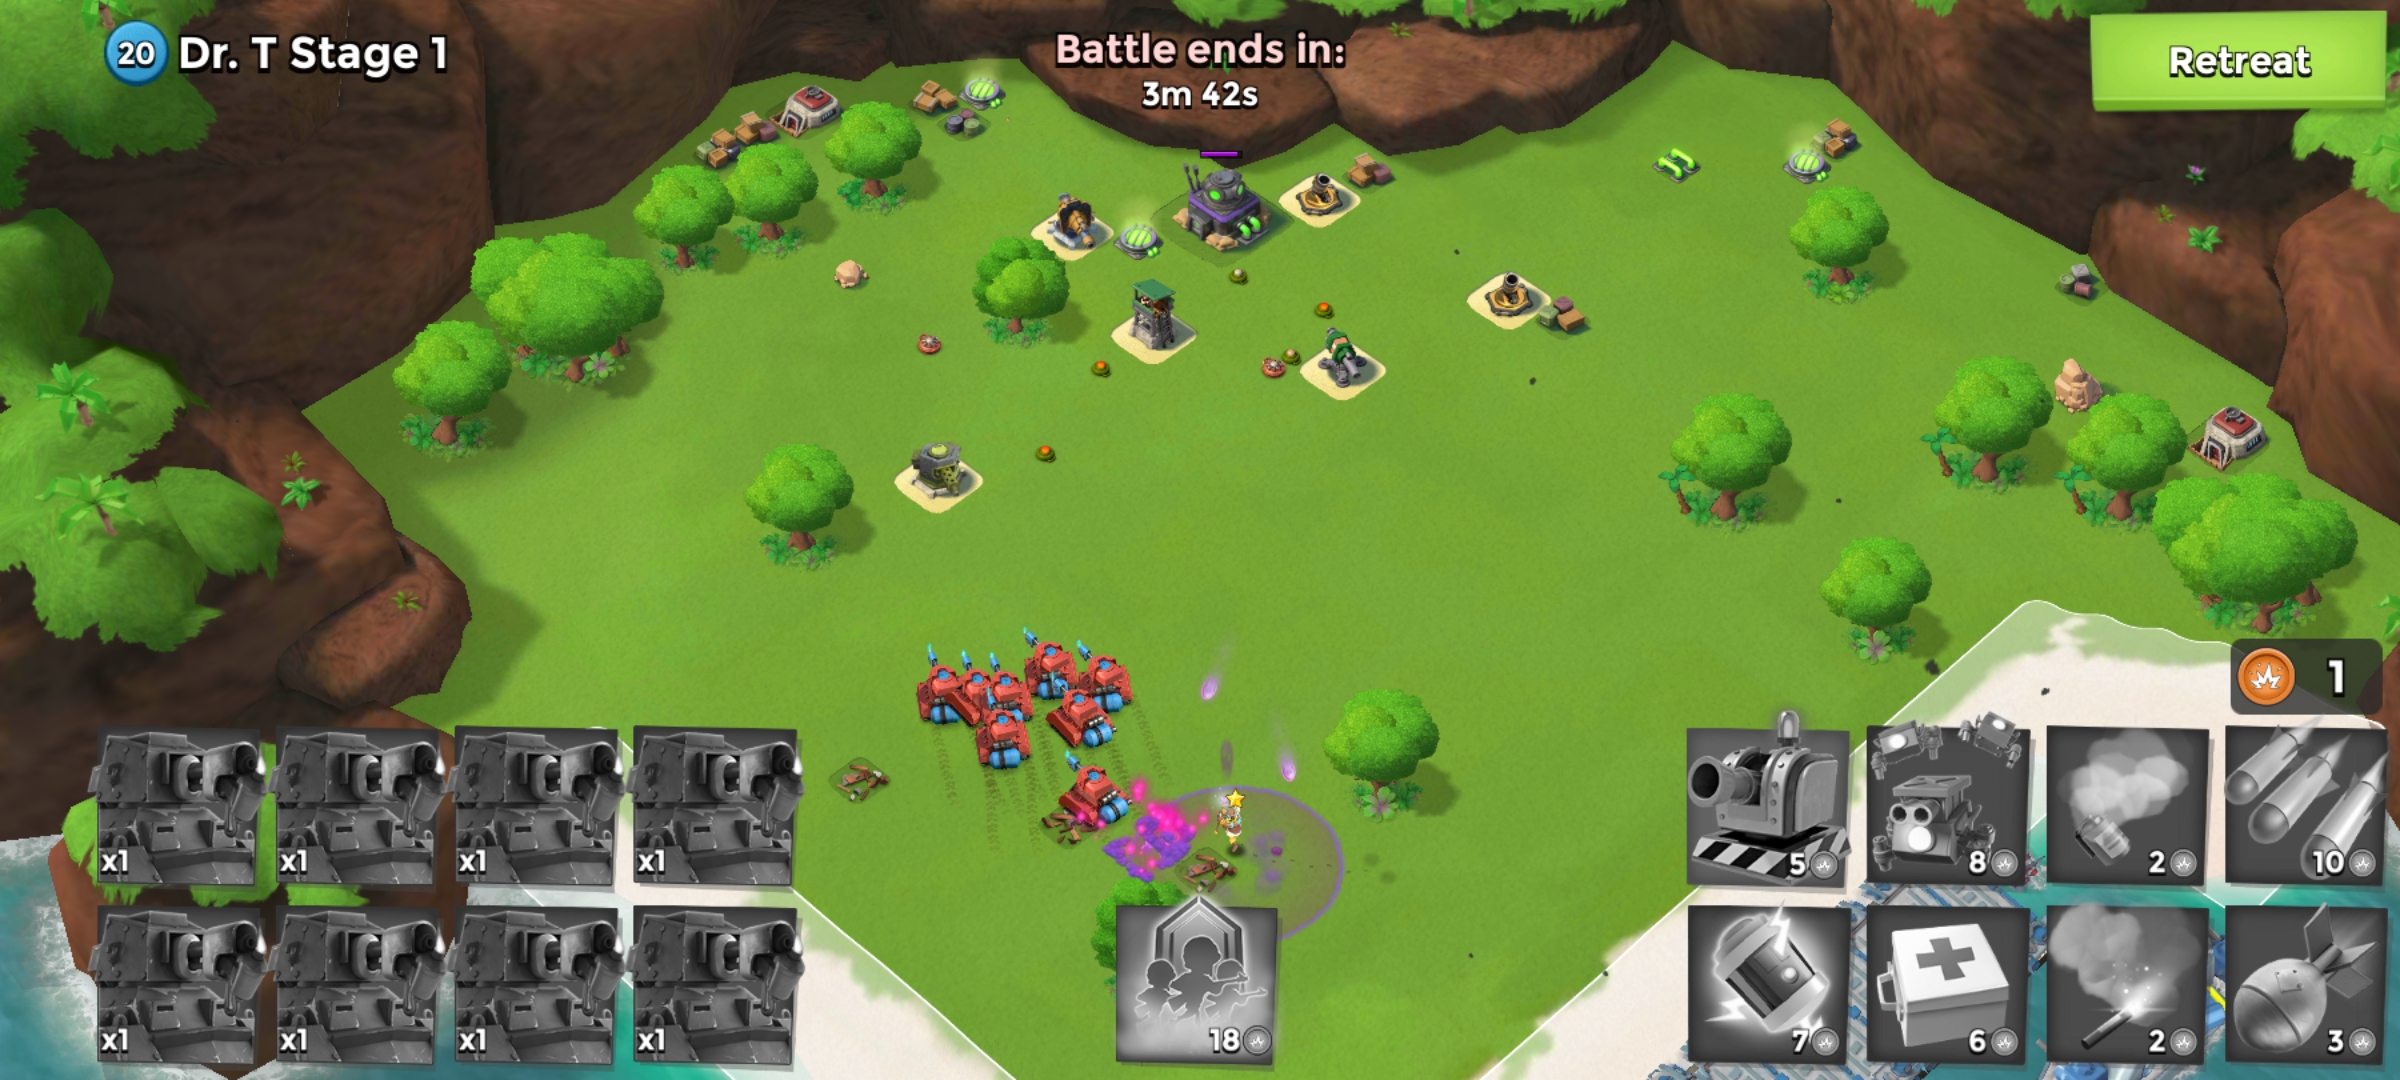 20 Dr. T Stage 1
Battle ends in:
3m 42s
Retreat
1
x1 x1 x1 x1
5 8 2 10
x1 x1 x1 x1
18
7 6 2 3